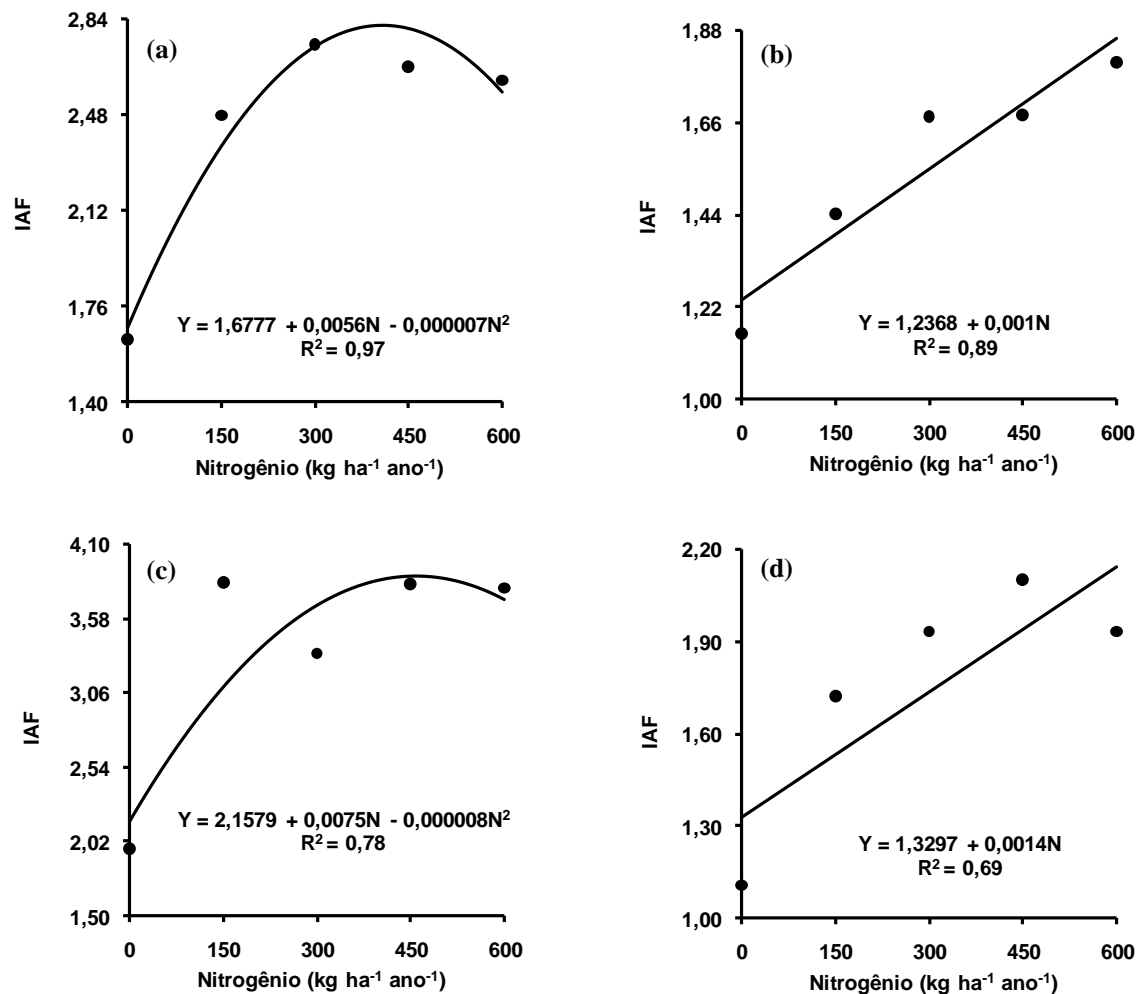 (a)
2,84
2,48
2,12
1,76
1,40
IAF
Y = 1,6777 + 0,0056N - 0,000007N²
R² = 0,97
0 150 300 450 600
Nitrogênio (kg ha⁻¹ ano⁻¹)
(b)
1,88
1,66
1,44
1,22
1,00
IAF
Y = 1,2368 + 0,001N
R² = 0,89
0 150 300 450 600
Nitrogênio (kg ha⁻¹ ano⁻¹)
(c)
4,10
3,58
3,06
2,54
2,02
1,50
IAF
Y = 2,1579 + 0,0075N - 0,000008N²
R² = 0,78
0 150 300 450 600
Nitrogênio (kg ha⁻¹ ano⁻¹)
(d)
2,20
1,90
1,60
1,30
1,00
IAF
Y = 1,3297 + 0,0014N
R² = 0,69
0 150 300 450 600
Nitrogênio (kg ha⁻¹ ano⁻¹)